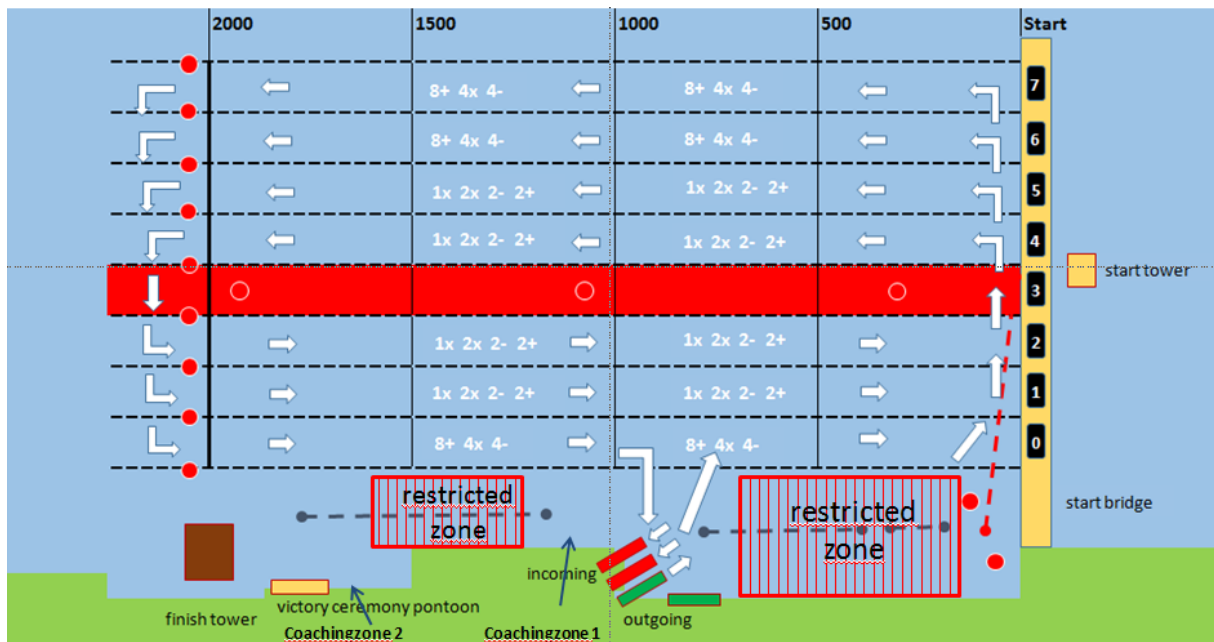 2000 1500 1000 500 Start
8+ 4x 4- 8+ 4x 4- 7
8+ 4x 4- 8+ 4x 4- 6
1x 2x 2- 2+ 1x 2x 2- 2+ 5
1x 2x 2- 2+ 1x 2x 2- 2+ 4
start tower
3
1x 2x 2- 2+ 1x 2x 2- 2+ 2
1x 2x 2- 2+ 1x 2x 2- 2+ 1
8+ 4x 4- 8+ 4x 4- 0
restricted
zone
restricted
zone
start bridge
incoming
finish tower
victory ceremony pontoon
outgoing
Coachingzone 2
Coachingzone 1